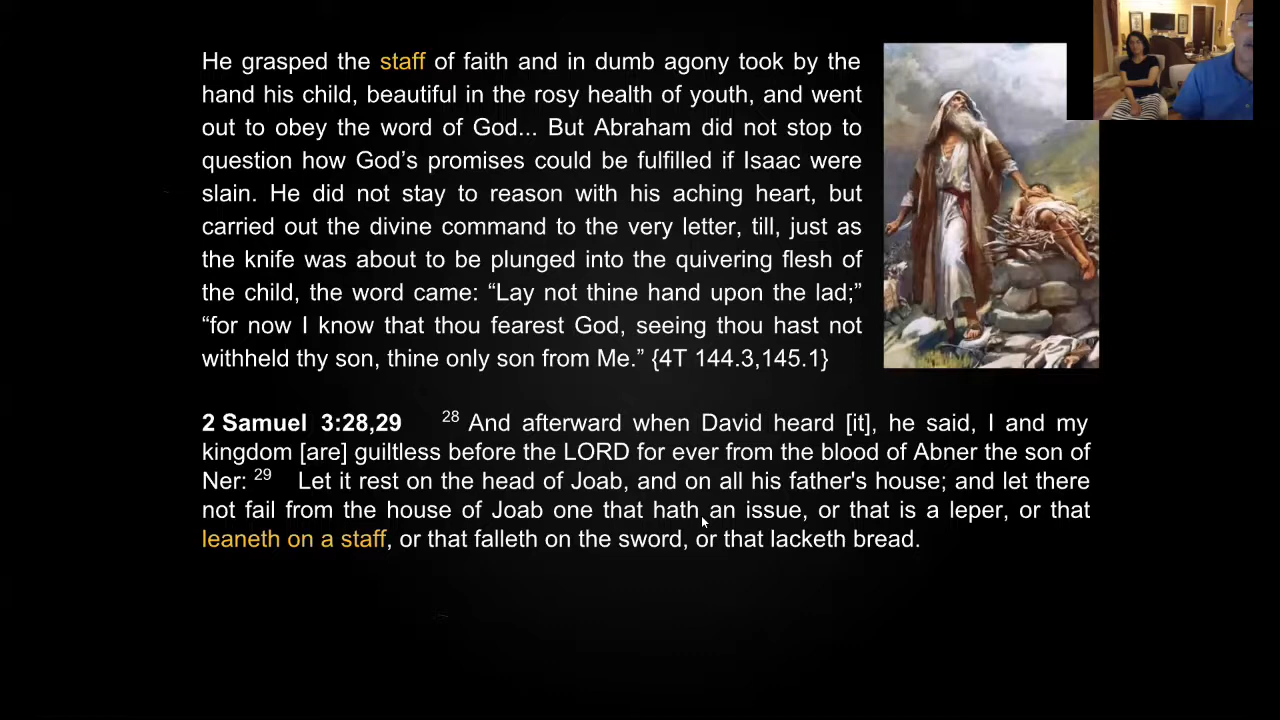 He grasped the staff of faith and in dumb agony took by the
hand his child, beautiful in the rosy health of youth, and went
out to obey the word of God... But Abraham did not stop to
question how God’s promises could be fulfilled if Isaac were
slain. He did not stay to reason with his aching heart, but
carried out the divine command to the very letter, till, just as
the knife was about to be plunged into the quivering flesh of
the child, the word came: “Lay not thine hand upon the lad;”
“for now I know that thou fearest God, seeing thou hast not
withheld thy son, thine only son from Me.” {4T 144.3,145.1}
2 Samuel 3:28,29 28 And afterward when David heard [it], he said, I and my
kingdom [are] guiltless before the LORD for ever from the blood of Abner the son of
Ner: 29 Let it rest on the head of Joab, and on all his father's house; and let there
not fail from the house of Joab one that hath an issue, or that is a leper, or that
leaneth on a staff, or that falleth on the sword, or that lacketh bread.